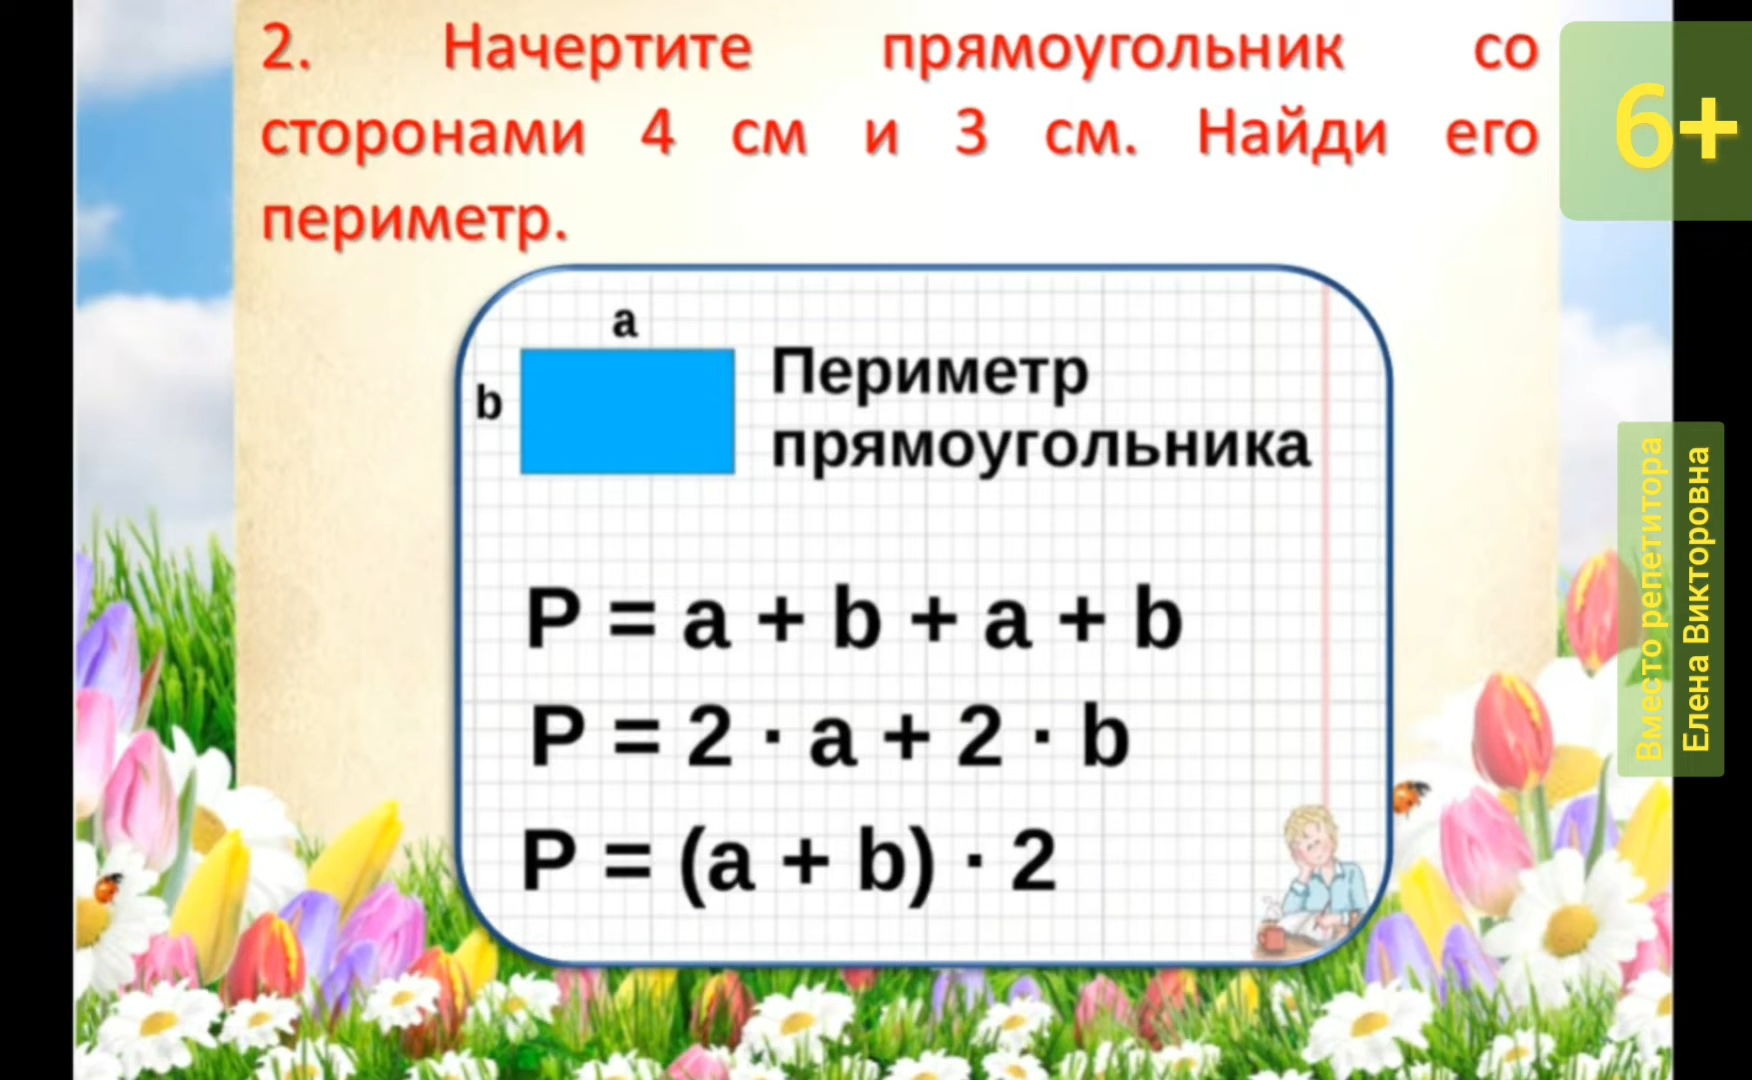 2. Начертите прямоугольник со
сторонами 4 см и 3 см. Найди его
периметр.
6+
a
b
Периметр
прямоугольника
P = a + b + a + b
P = 2 · a + 2 · b
P = (a + b) · 2
Вместо репетитора
Елена Викторовна